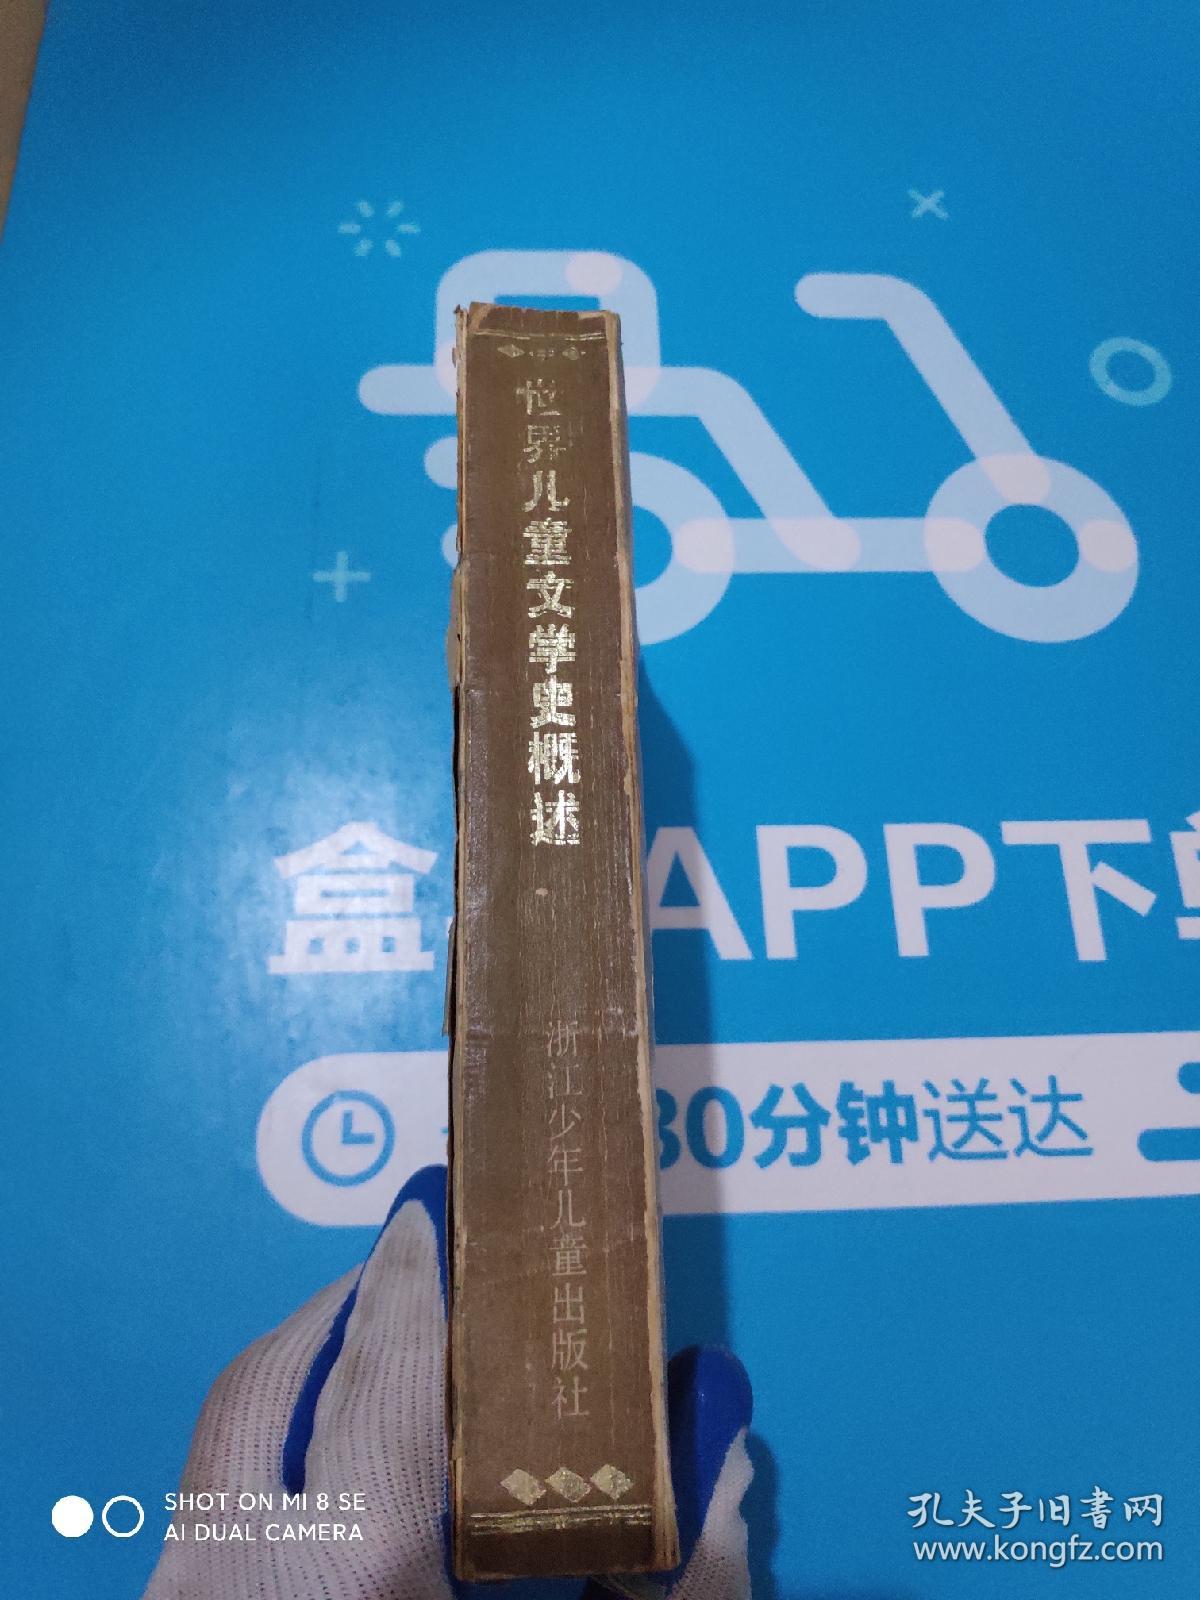 世界儿童文学史概述
浙江少年儿童出版社
盒
APP下单
30分钟送达
SHOT ON MI 8 SE
AI DUAL CAMERA
孔夫子旧书网
www.kongfz.com